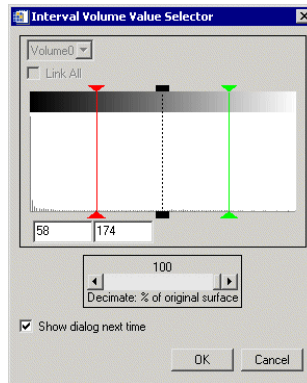 Interval Volume Value Selector
Volume0
Link All
58 174
100
Decimate: % of original surface
Show dialog next time
OK Cancel